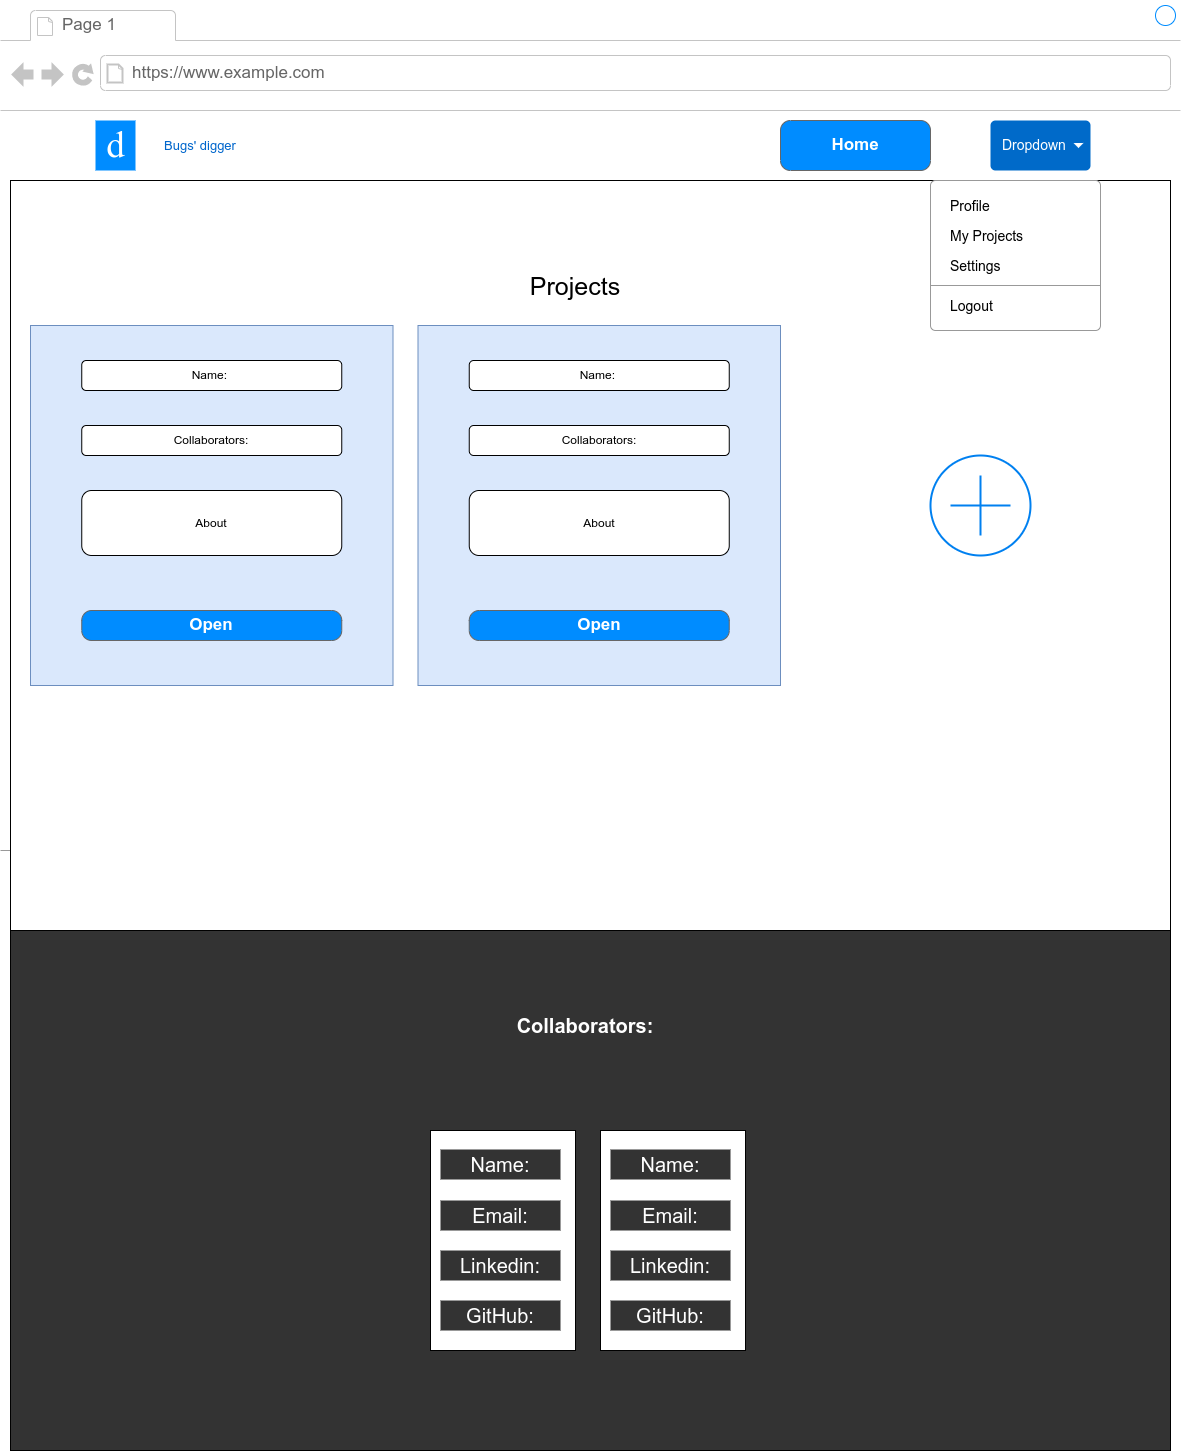 Page 1
https://www.example.com
d
Bugs' digger
Home
Dropdown
Profile
My Projects
Settings
Logout
Projects
Name:
Collaborators:
About
Open
Name:
Collaborators:
About
Open
Collaborators:
Name:
Email:
Linkedin:
GitHub:
Name:
Email:
Linkedin:
GitHub: